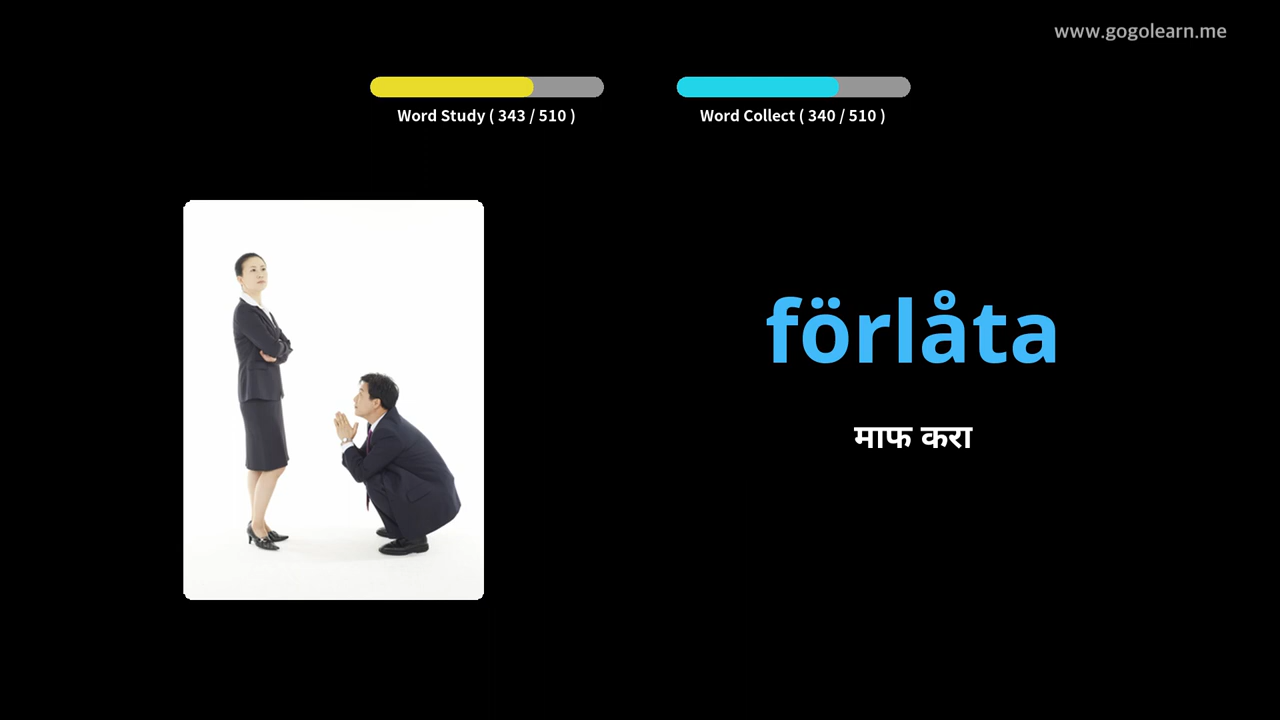 www.gogolearn.me
Word Study ( 343 / 510 )
Word Collect ( 340 / 510 )
förlåta
माफ करा